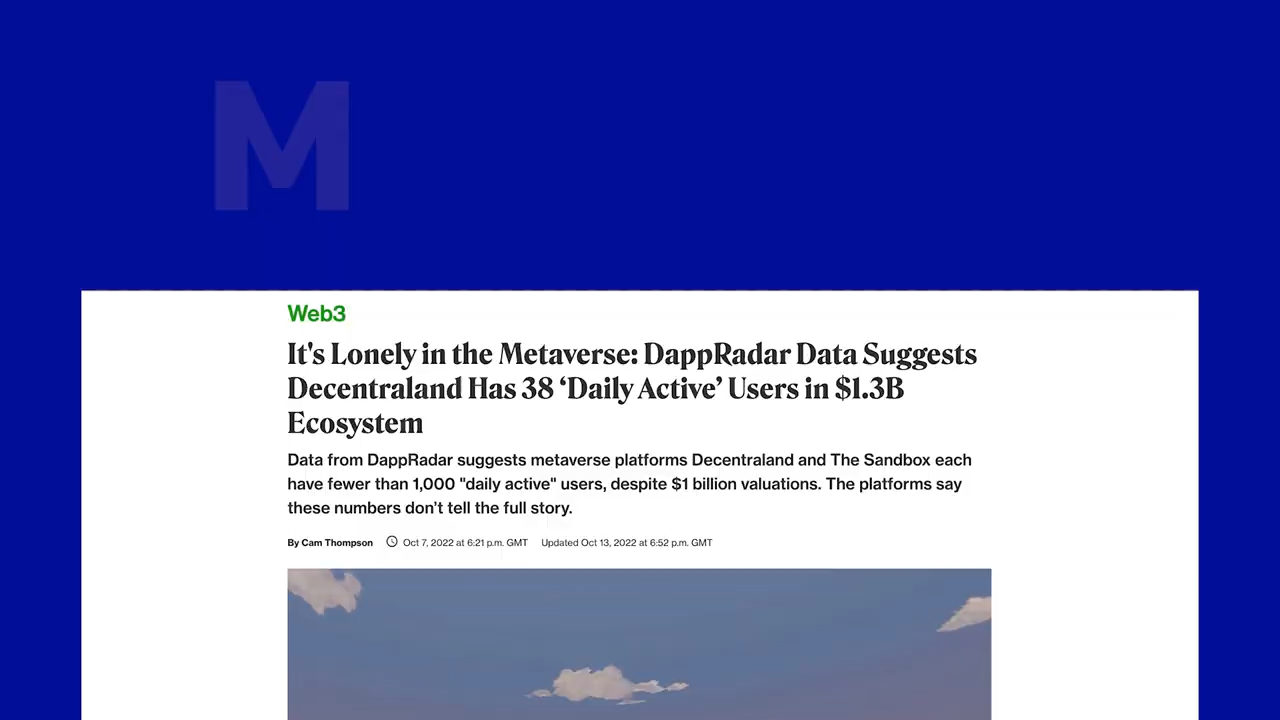 M
Web3
It's Lonely in the Metaverse: DappRadar Data Suggests
Decentraland Has 38 ‘Daily Active’ Users in $1.3B
Ecosystem
Data from DappRadar suggests metaverse platforms Decentraland and The Sandbox each
have fewer than 1,000 "daily active" users, despite $1 billion valuations. The platforms say
these numbers don’t tell the full story.
By Cam Thompson Oct 7, 2022 at 6:21 p.m. GMT Updated Oct 13, 2022 at 6:52 p.m. GMT